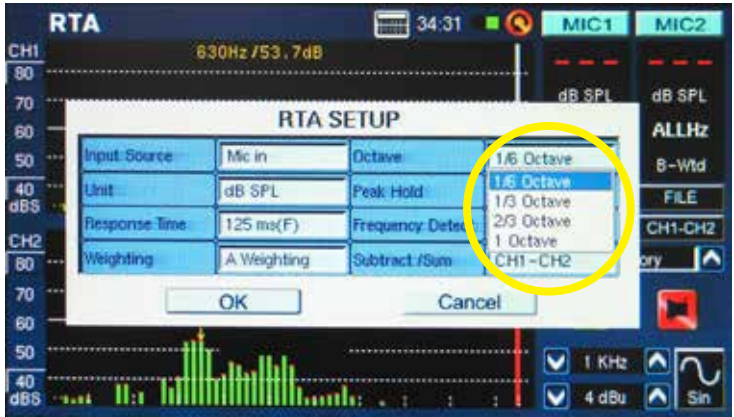 RTA 34:31 MIC1 MIC2
CH1 630Hz/53.7dB
80
70 dB SPL dB SPL
60 ALLHz
50 B-Wtd
40 FILE
dBS CH1-CH2
CH2
80
70
60
50 1 KHz
40 4 dBu Sin
dBS
RTA SETUP
Input Source Mic in Octave 1/6 Octave
Unit dB SPL Peak Hold
Response Time 125 ms(F)
Frequency
Weighting A Weighting Subtract /Sum CH1-CH2
1/6 Octave
1/3 Octave
2/3 Octave
1 Octave
OK Cancel